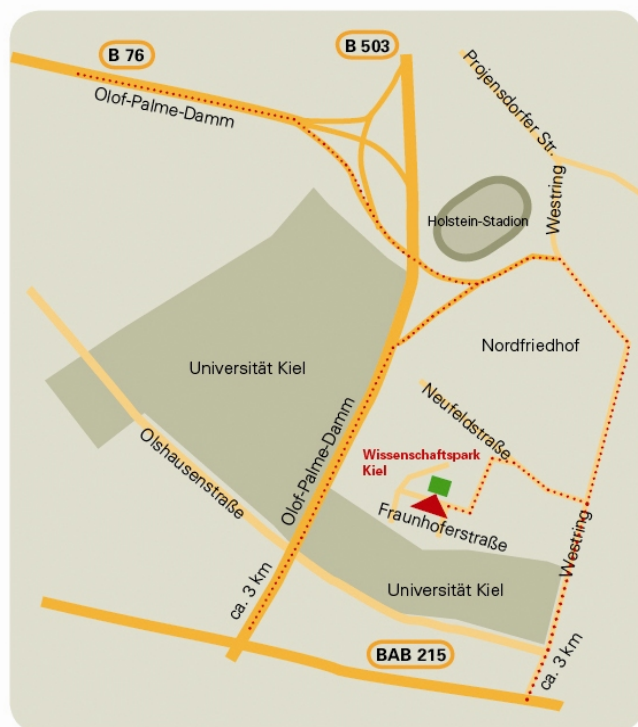 B 503
B 76
Olof-Palme-Damm
Projensdorfer Str.
Westring
Holstein-Stadion
Nordfriedhof
Universität Kiel
Neufeldstraße
Olshausenstraße
Olof-Palme-Damm
Wissenschaftspark
Kiel
Fraunhoferstraße
Westring
Universität Kiel
ca. 3 km
BAB 215
ca. 3 km